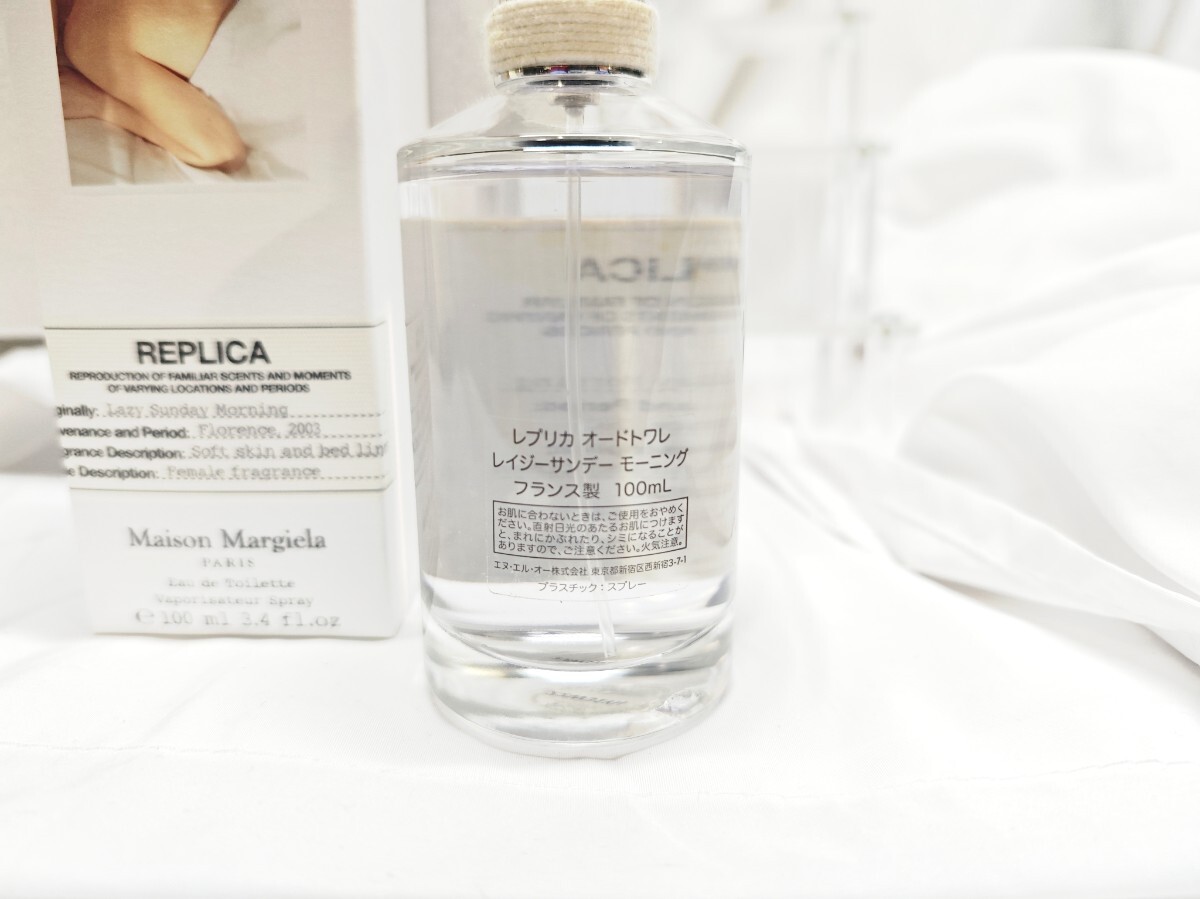 REPLICA
REPRODUCTION OF FAMILIAR SCENTS AND MOMENTS
OF VARYING LOCATIONS AND PERIODS
ginally: Lazy Sunday Morning
venance and Period: Florence, 2003
grance Description: Soft skin and bed lin
e Description: Female fragrance
Maison Margiela
PARIS
Eau de Toilette
Vaporisateur Spray
℮ 100 ml 3.4 fl.oz
レプリカ オードトワレ
レイジーサンデー モーニング
フランス製 100mL
お肌に合わないときは、ご使用をおやめく
ださい。直射日光のあたるお肌につけます
と、まれにかぶれたり、シミになることが
ありますので、ご注意ください。火気注意。
エヌ・エル・オー株式会社 東京都新宿区西新宿3-7-1
プラスチック：スプレー